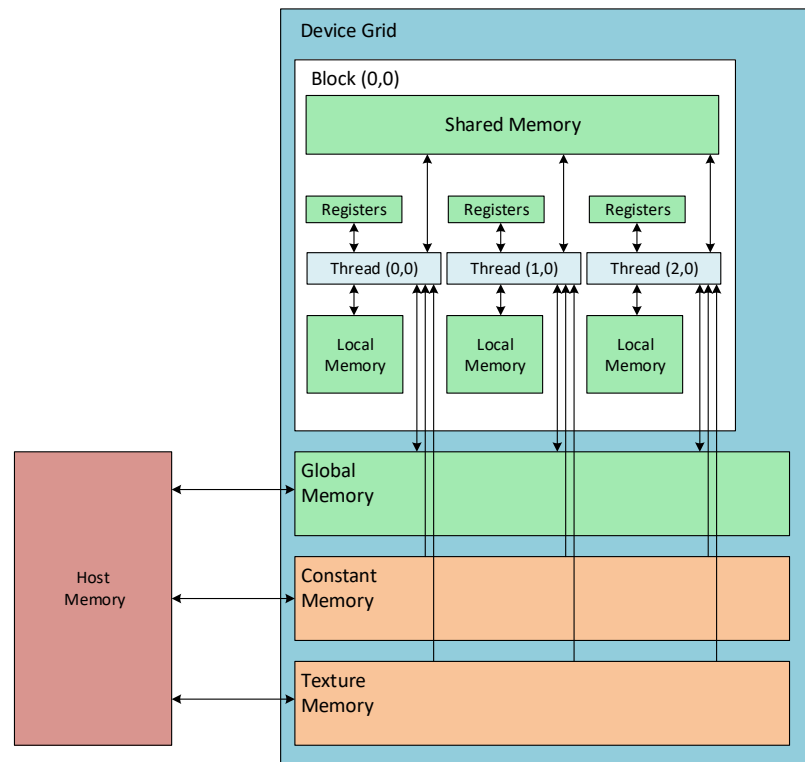 Device Grid
Block (0,0)
Shared Memory
Registers
Registers
Registers
Thread (0,0)
Thread (1,0)
Thread (2,0)
Local
Memory
Local
Memory
Local
Memory
Global
Memory
Host
Memory
Constant
Memory
Texture
Memory